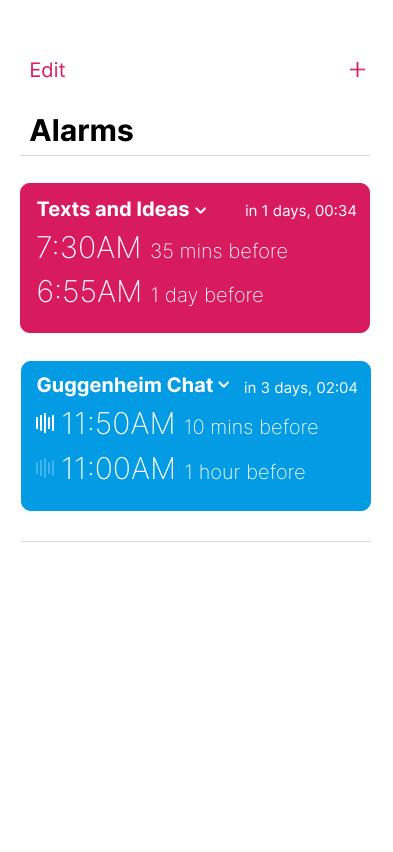 Edit +
Alarms
Texts and Ideas in 1 days, 00:34
7:30AM 35 mins before
6:55AM 1 day before
Guggenheim Chat in 3 days, 02:04
11:50AM 10 mins before
11:00AM 1 hour before